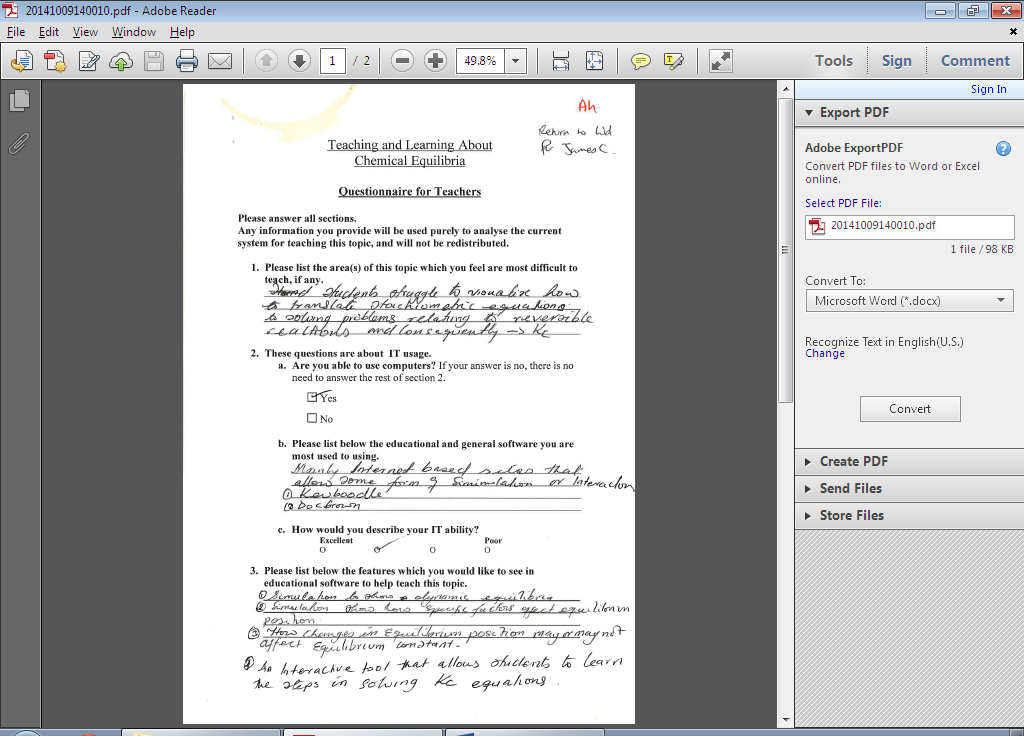 20141009140010.pdf - Adobe Reader
File Edit View Window Help
1 / 2 49.8% Tools Sign Comment
Sign In
Export PDF
Adobe ExportPDF
Convert PDF files to Word or Excel
online.
Select PDF File:
20141009140010.pdf
1 file / 98 KB
Convert To:
Microsoft Word (*.docx)
Recognize Text in English(U.S.)
Change
Convert
Create PDF
Send Files
Store Files
Ah
Return to
James C.
Teaching and Learning About
Chemical Equilibria
Questionnaire for Teachers
Please answer all sections.
Any information you provide will be used purely to analyse the current
system for teaching this topic, and will not be redistributed.
1. Please list the area(s) of this topic which you feel are most difficult to
teach, if any.
Students struggle to visualise how
to translate Stoichiometric equations
to solving problems relating to reversible
reactions and consequently → Kc
2. These questions are about IT usage.
a. Are you able to use computers? If your answer is no, there is no
need to answer the rest of section 2.
Yes
No
b. Please list below the educational and general software you are
most used to using.
Mainly Internet based sites that
allow some form of Simimulation or Interaction
① Kerboodle
② Doc brown
c. How would you describe your IT ability?
Excellent Poor
3. Please list below the features which you would like to see in
educational software to help teach this topic.
① Simulation to show a dynamic equilibria
② Simulation show how specific factors affect equilibrium
position.
③ How changes in Equilibrium position may or may not
affect Equilibrium constant.
An Interactive tool that allows students to learn
the steps in solving Kc equations.